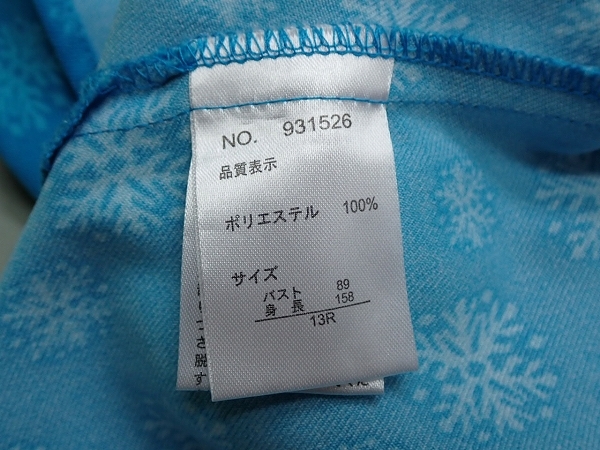 NO. 931526
品質表示
ポリエステル 100%
サイズ
バスト 89
身長 158
13R